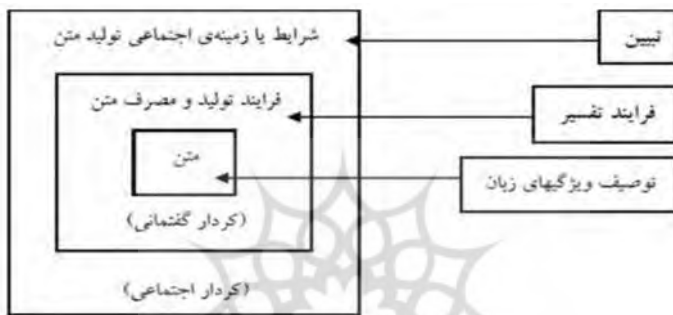 شرایط یا زمینه‌ی اجتماعی تولید متن
تبیین
فرایند تولید و مصرف متن
فرایند تفسیر
متن
توصیف ویژگیهای زبان
(کردار گفتمانی)
(کردار اجتماعی)